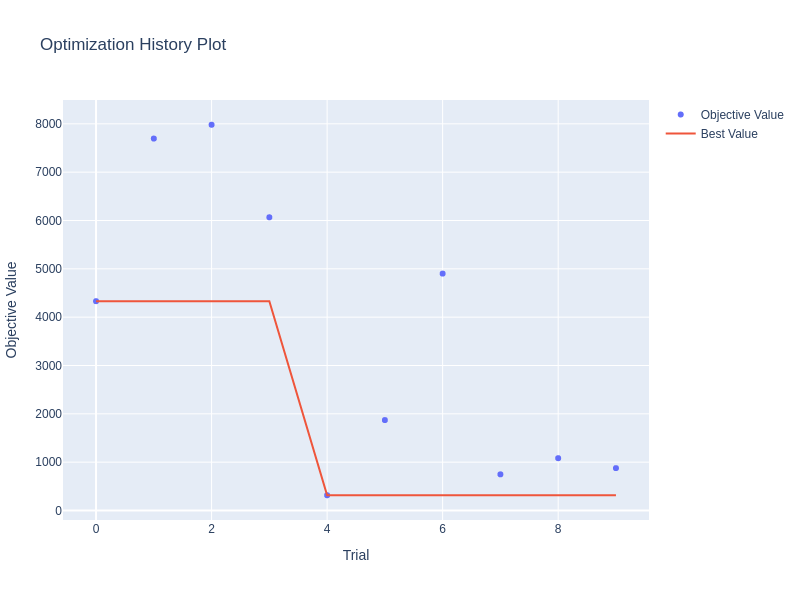 Optimization History Plot
Objective Value
Best Value
8000
7000
6000
5000
4000
3000
2000
1000
0
Objective Value
0 2 4 6 8
Trial